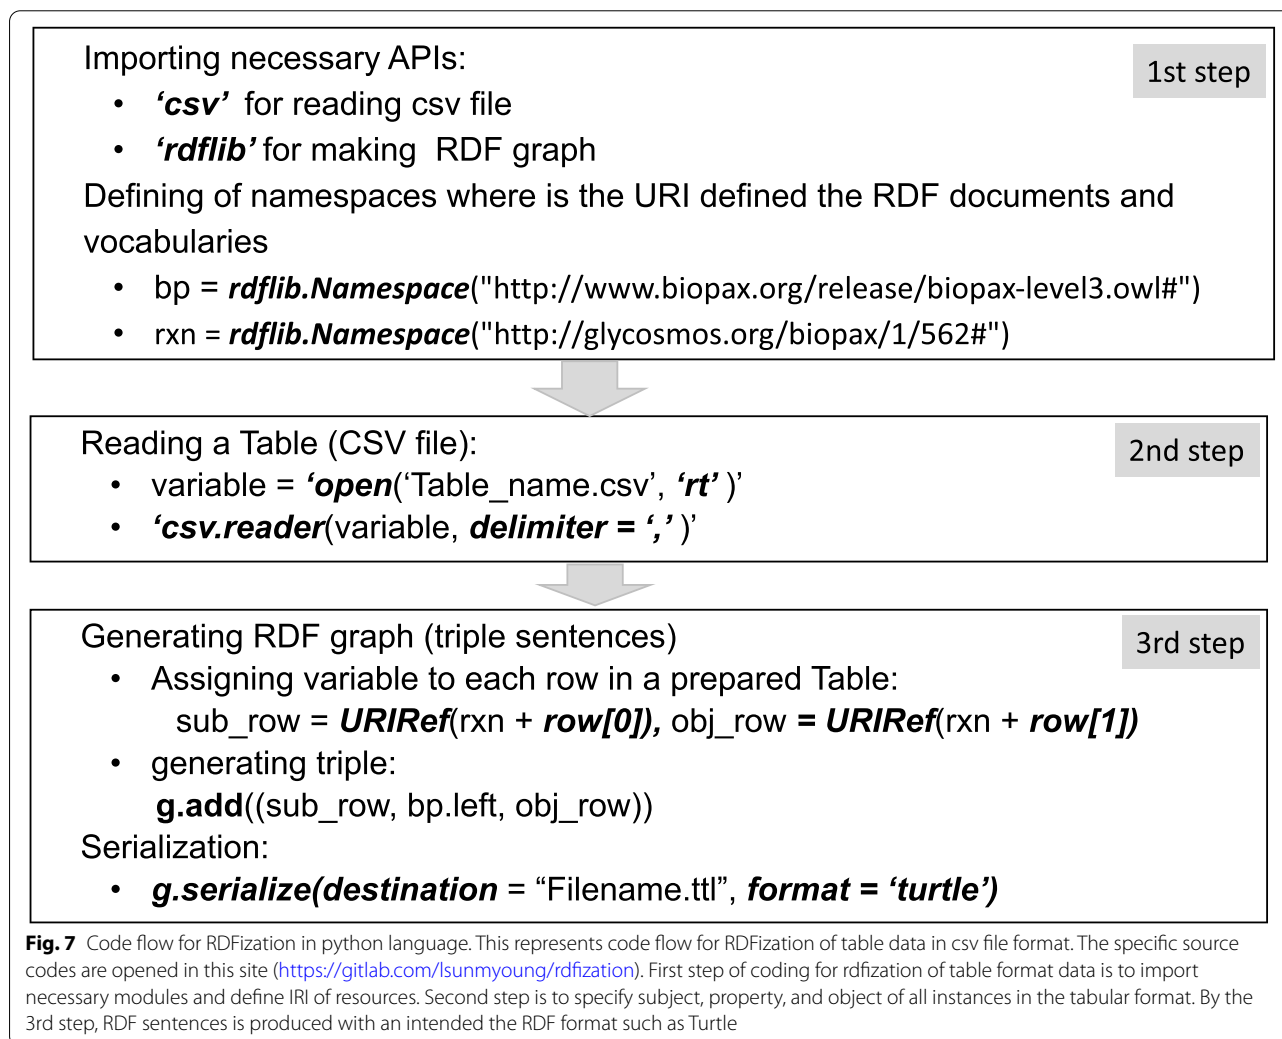 Importing necessary APIs:
1st step
• ‘csv’ for reading csv file
• ‘rdflib’ for making RDF graph
Defining of namespaces where is the URI defined the RDF documents and
vocabularies
• bp = rdflib.Namespace("http://www.biopax.org/release/biopax-level3.owl#")
• rxn = rdflib.Namespace("http://glycosmos.org/biopax/1/562#")
Reading a Table (CSV file):
2nd step
• variable = ‘open(‘Table_name.csv’, ‘rt’ )’
• ‘csv.reader(variable, delimiter = ‘,’ )’
Generating RDF graph (triple sentences)
3rd step
• Assigning variable to each row in a prepared Table:
sub_row = URIRef(rxn + row[0]), obj_row = URIRef(rxn + row[1])
• generating triple:
g.add((sub_row, bp.left, obj_row))
Serialization:
• g.serialize(destination = “Filename.ttl”, format = ‘turtle’)
Fig. 7 Code flow for RDFization in python language. This represents code flow for RDFization of table data in csv file format. The specific source
codes are opened in this site (https://gitlab.com/lsunmyoung/rdfization). First step of coding for rdfization of table format data is to import
necessary modules and define IRI of resources. Second step is to specify subject, property, and object of all instances in the tabular format. By the
3rd step, RDF sentences is produced with an intended the RDF format such as Turtle